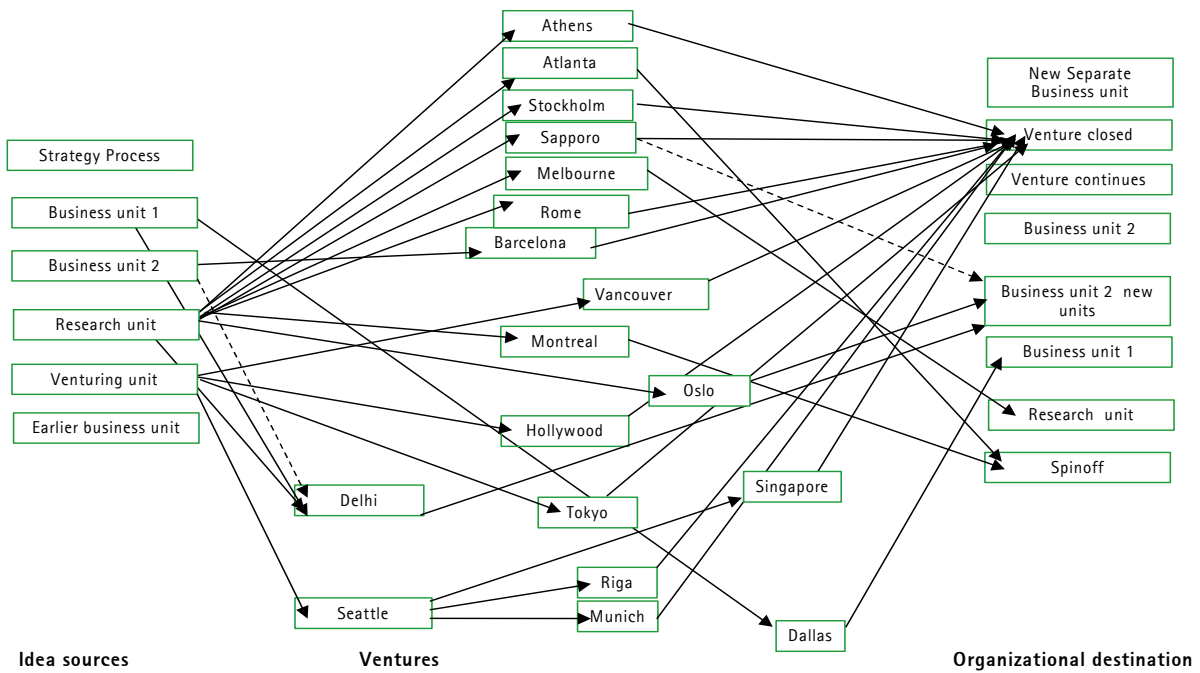 Strategy Process
Business unit 1
Business unit 2
Research unit
Venturing unit
Earlier business unit
Idea sources
Athens
Atlanta
Stockholm
Sapporo
Melbourne
Rome
Barcelona
Vancouver
Montreal
Oslo
Hollywood
Delhi
Singapore
Tokyo
Riga
Seattle
Munich
Dallas
Ventures
New Separate
Business unit
Venture closed
Venture continues
Business unit 2
Business unit 2 new
units
Business unit 1
Research unit
Spinoff
Organizational destination